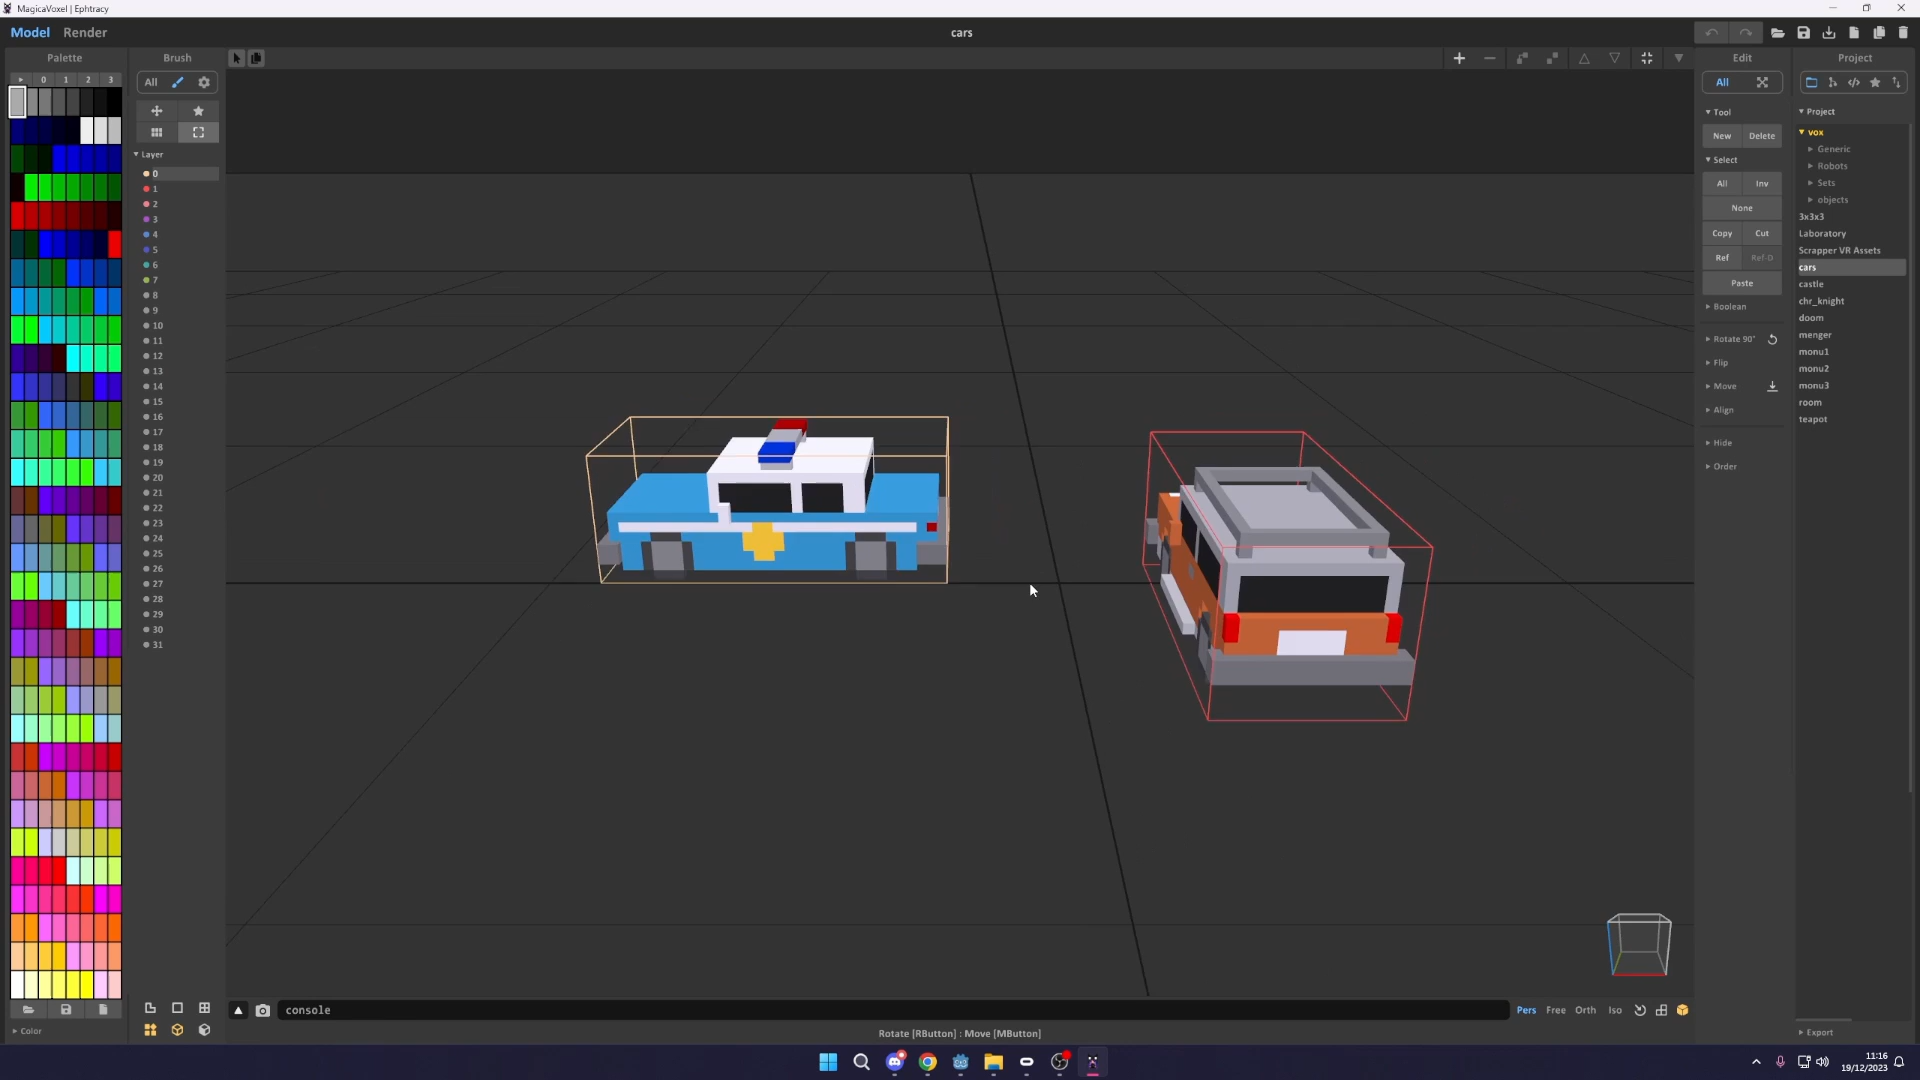 MagicaVoxel | Ephtracy
Model Render
cars
Palette
Brush
Edit
Project
0 1 2 3
All
All
Layer
0
1
2
3
4
5
6
7
8
9
10
11
12
13
14
15
16
17
18
19
20
21
22
23
24
25
26
27
28
29
30
31
Tool
New Delete
Select
All Inv
None
Copy Cut
Ref Ref-D
Paste
Boolean
Rotate 90°
Flip
Move
Align
Hide
Order
Project
vox
Generic
Robots
Sets
objects
3x3x3
Laboratory
Scrapper VR Assets
cars
castle
chr_knight
doom
menger
monu1
monu2
monu3
room
teapot
console
Pers Free Orth Iso
Color
Rotate [RButton] : Move [MButton]
Export
11:16
19/12/2023